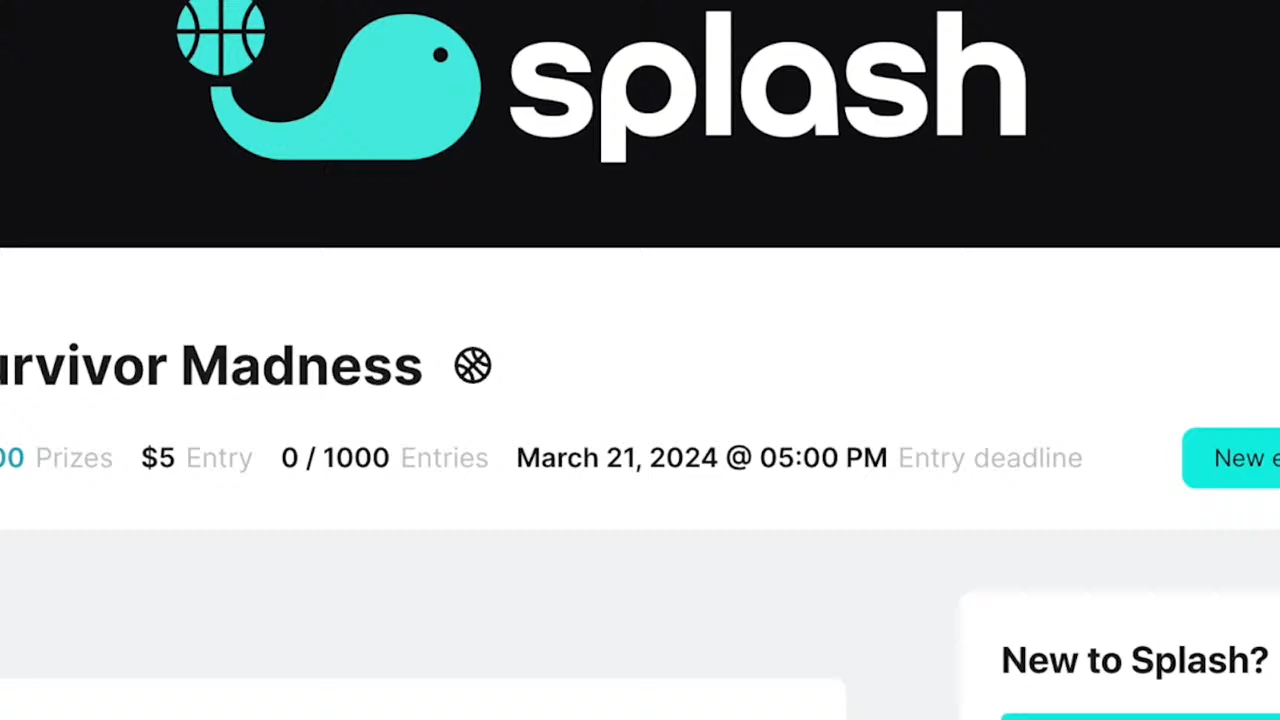 splash
urvivor Madness
00 Prizes $5 Entry 0 / 1000 Entries March 21, 2024 @ 05:00 PM Entry deadline
New e
New to Splash?